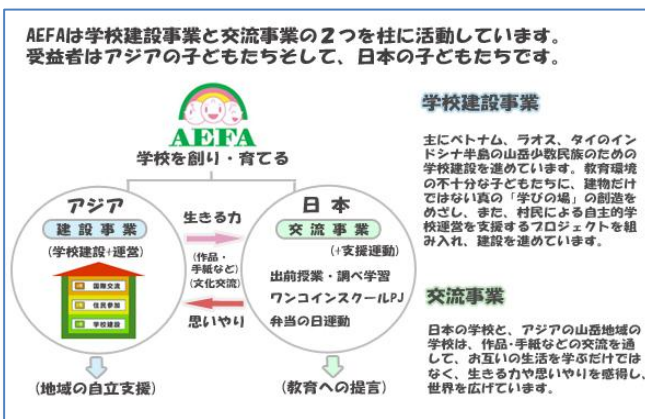 AEFAは学校建設事業と交流事業の2つを柱に活動しています。
受益者はアジアの子どもたちそして、日本の子どもたちです。
AEFA
学校を創り・育てる
アジア
建設事業
(学校建設+運営)
国際交流
住民参加
学校建設
(地域の自立支援)
生きる力
(作品・
手紙など)
(文化交流)
思いやり
日本
交流事業
(+支援運動)
出前授業・調べ学習
ワンコインスクールPJ
弁当の日運動
(教育への提言)
学校建設事業
主にベトナム、ラオス、タイのイン
ドシナ半島の山岳少数民族のための
学校建設を進めています。教育環境
の不十分な子どもたちに、建物だけ
ではない真の「学びの場」の創造を
めざし、また、村民による自主的学
校運営を支援するプロジェクトを組
み入れ、建設を進めています。
交流事業
日本の学校と、アジアの山岳地域の
学校は、作品・手紙などの交流を通
して、お互いの生活を学ぶだけでは
なく、生きる力や思いやりを感得し、
世界を広げています。